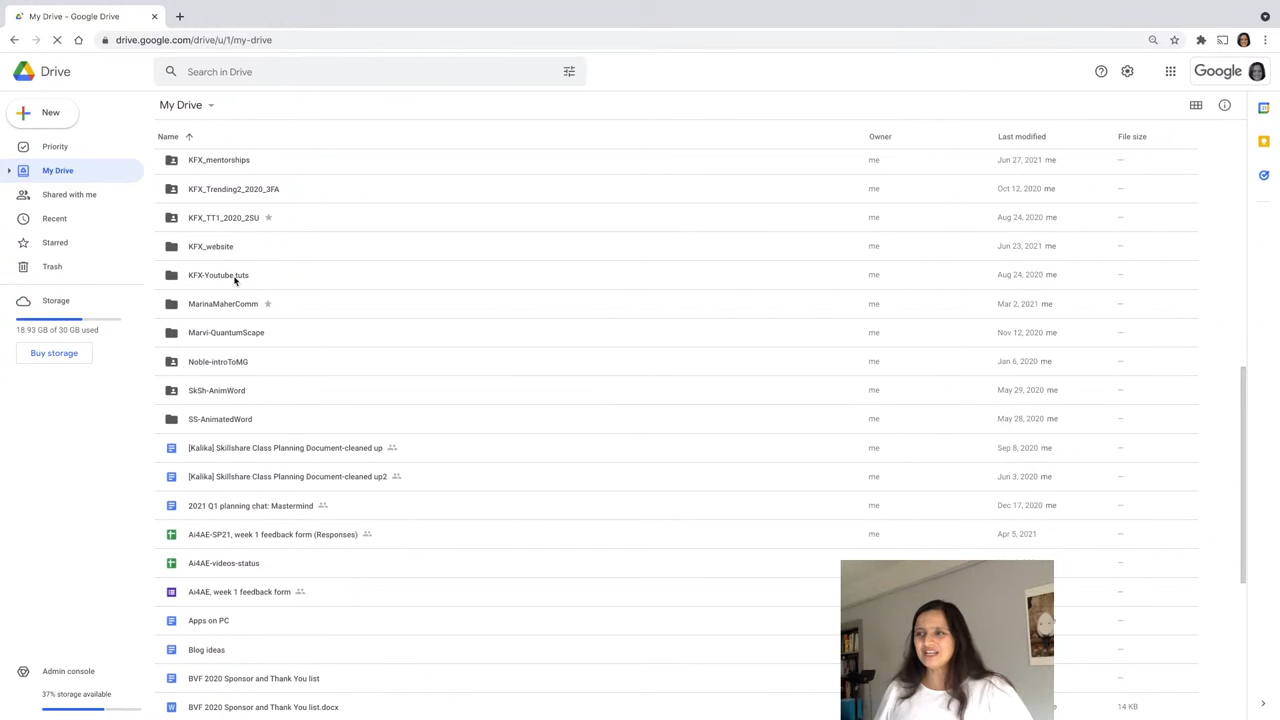 My Drive - Google Drive
drive.google.com/drive/u/1/my-drive
Drive
Search in Drive
Google
New
My Drive
Priority
My Drive
Shared with me
Recent
Starred
Trash
Storage
18.93 GB of 30 GB used
Buy storage
Admin console
37% storage available
Name Owner Last modified File size
KFX_mentorships me Jun 27, 2021 me —
KFX_Trending2_2020_3FA me Oct 12, 2020 me —
KFX_TT1_2020_2SU me Aug 24, 2020 me —
KFX_website me Jun 23, 2021 me —
KFX-Youtube tuts me Aug 24, 2020 me —
MarinaMaherComm me Mar 2, 2021 me —
Marvi-QuantumScape me Nov 12, 2020 me —
Noble-introToMG me Jan 6, 2020 me —
SkSh-AnimWord me May 29, 2020 me —
SS-AnimatedWord me May 28, 2020 me —
[Kalika] Skillshare Class Planning Document-cleaned up me Sep 8, 2020 me —
[Kalika] Skillshare Class Planning Document-cleaned up2 me Jun 3, 2020 me —
2021 Q1 planning chat: Mastermind me Dec 17, 2020 me —
Ai4AE-SP21, week 1 feedback form (Responses) me Apr 5, 2021 —
Ai4AE-videos-status —
Ai4AE, week 1 feedback form —
Apps on PC —
Blog ideas —
BVF 2020 Sponsor and Thank You list —
BVF 2020 Sponsor and Thank You list.docx 14 KB